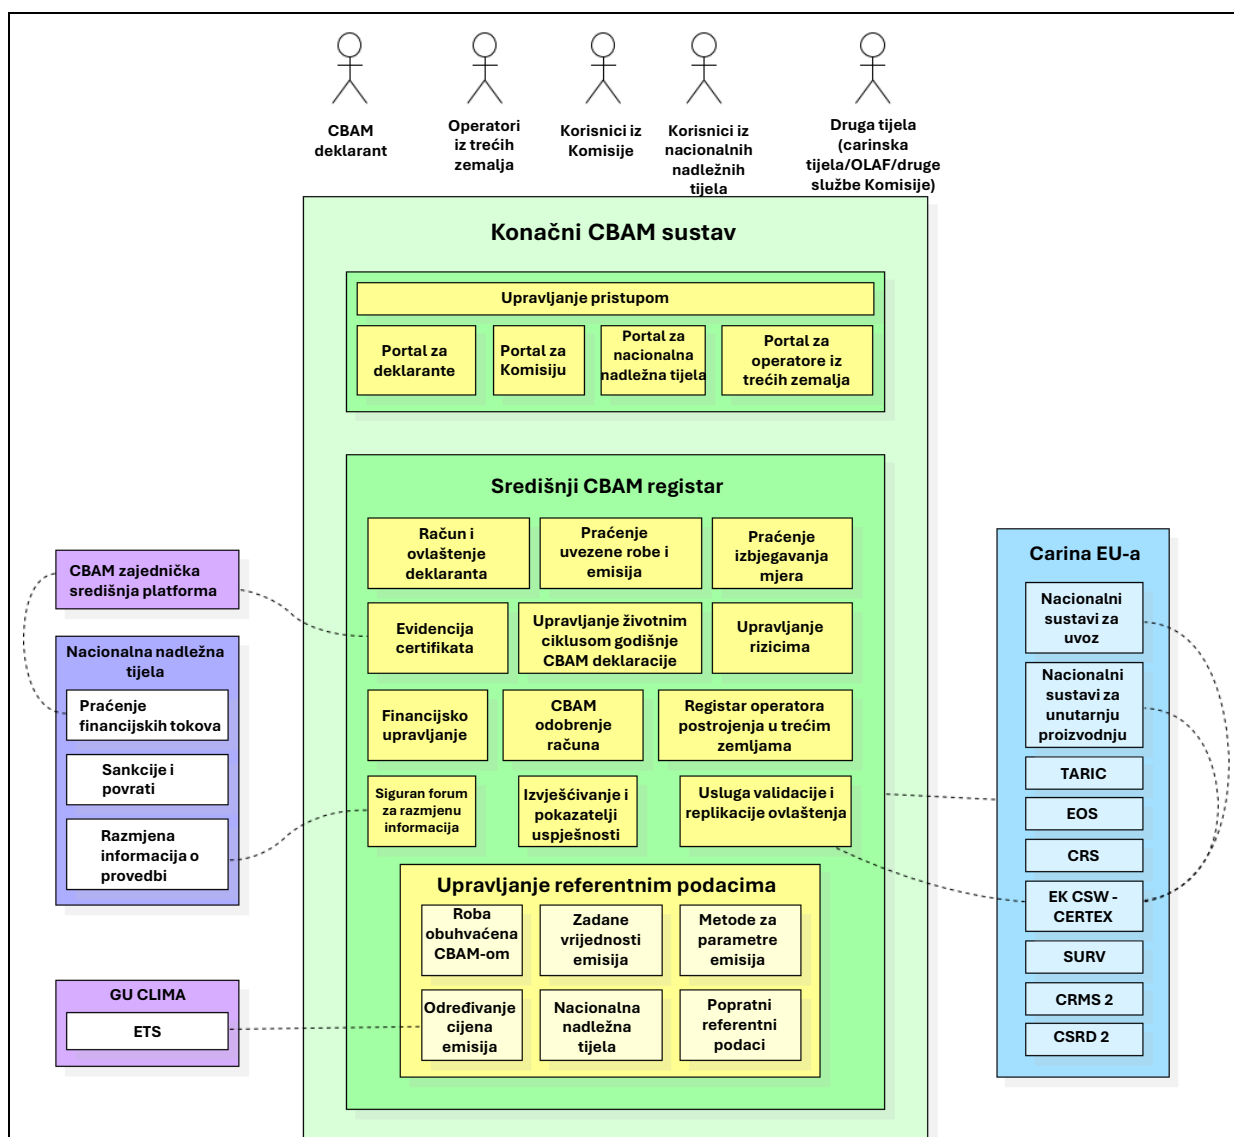 CBAM
deklarant
Operatori
iz trećih
zemalja
Korisnici iz
Komisije
Korisnici iz
nacionalnih
nadležnih
tijela
Druga tijela
(carinska
tijela/OLAF/druge
službe Komisije)
Konačni CBAM sustav
Upravljanje pristupom
Portal za
deklarante
Portal za
Komisiju
Portal za
nacionalna
nadležna tijela
Portal za
operatore iz
trećih zemalja
Središnji CBAM registar
Račun i
ovlaštenje
deklaranta
Praćenje
uvezene robe i
emisija
Praćenje
izbjegavanja
mjera
Evidencija
certifikata
Upravljanje životnim
ciklusom godišnje
CBAM deklaracije
Upravljanje
rizicima
Financijsko
upravljanje
CBAM
odobrenje
računa
Registar operatora
postrojenja u trećim
zemljama
Siguran forum
za razmjenu
informacija
Izvješćivanje i
pokazatelji
uspješnosti
Usluga validacije i
replikacije ovlaštenja
Upravljanje referentnim podacima
Roba
obuhvaćena
CBAM-om
Zadane
vrijednosti
emisija
Metode za
parametre
emisija
Određivanje
cijena
emisija
Nacionalna
nadležna
tijela
Popratni
referentni
podaci
CBAM zajednička
središnja platforma
Nacionalna nadležna
tijela
Praćenje
financijskih tokova
Sankcije i
povrati
Razmjena
informacija o
provedbi
GU CLIMA
ETS
Carina EU-a
Nacionalni
sustavi za
uvoz
Nacionalni
sustavi za
unutarnju
proizvodnju
TARIC
EOS
CRS
EK CSW -
CERTEX
SURV
CRMS 2
CSRD 2